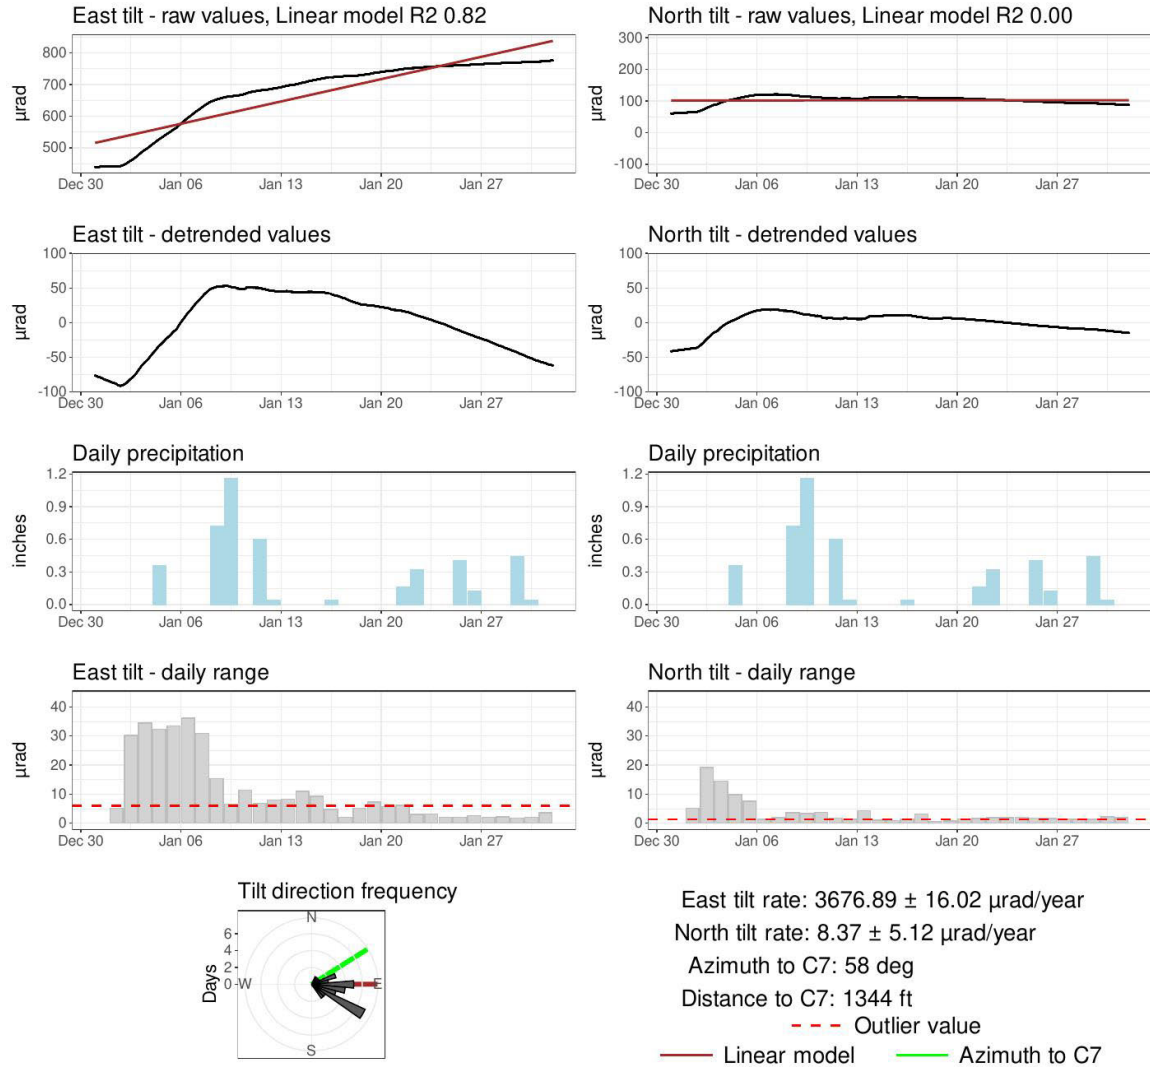 East tilt - raw values, Linear model R2 0.82
µrad
800
700
600
500
Dec 30 Jan 06 Jan 13 Jan 20 Jan 27
North tilt - raw values, Linear model R2 0.00
µrad
300
200
100
0
-100
Dec 30 Jan 06 Jan 13 Jan 20 Jan 27
East tilt - detrended values
µrad
100
50
0
-50
-100
Dec 30 Jan 06 Jan 13 Jan 20 Jan 27
North tilt - detrended values
µrad
100
50
0
-50
-100
Dec 30 Jan 06 Jan 13 Jan 20 Jan 27
Daily precipitation
inches
1.2
0.9
0.6
0.3
0.0
Dec 30 Jan 06 Jan 13 Jan 20 Jan 27
Daily precipitation
inches
1.2
0.9
0.6
0.3
0.0
Dec 30 Jan 06 Jan 13 Jan 20 Jan 27
East tilt - daily range
µrad
40
30
20
10
0
Dec 30 Jan 06 Jan 13 Jan 20 Jan 27
North tilt - daily range
µrad
40
30
20
10
0
Dec 30 Jan 06 Jan 13 Jan 20 Jan 27
Tilt direction frequency
Days
6
4
2
0
N
W
E
S
East tilt rate: 3676.89 ± 16.02 µrad/year
North tilt rate: 8.37 ± 5.12 µrad/year
Azimuth to C7: 58 deg
Distance to C7: 1344 ft
Outlier value
Linear model Azimuth to C7